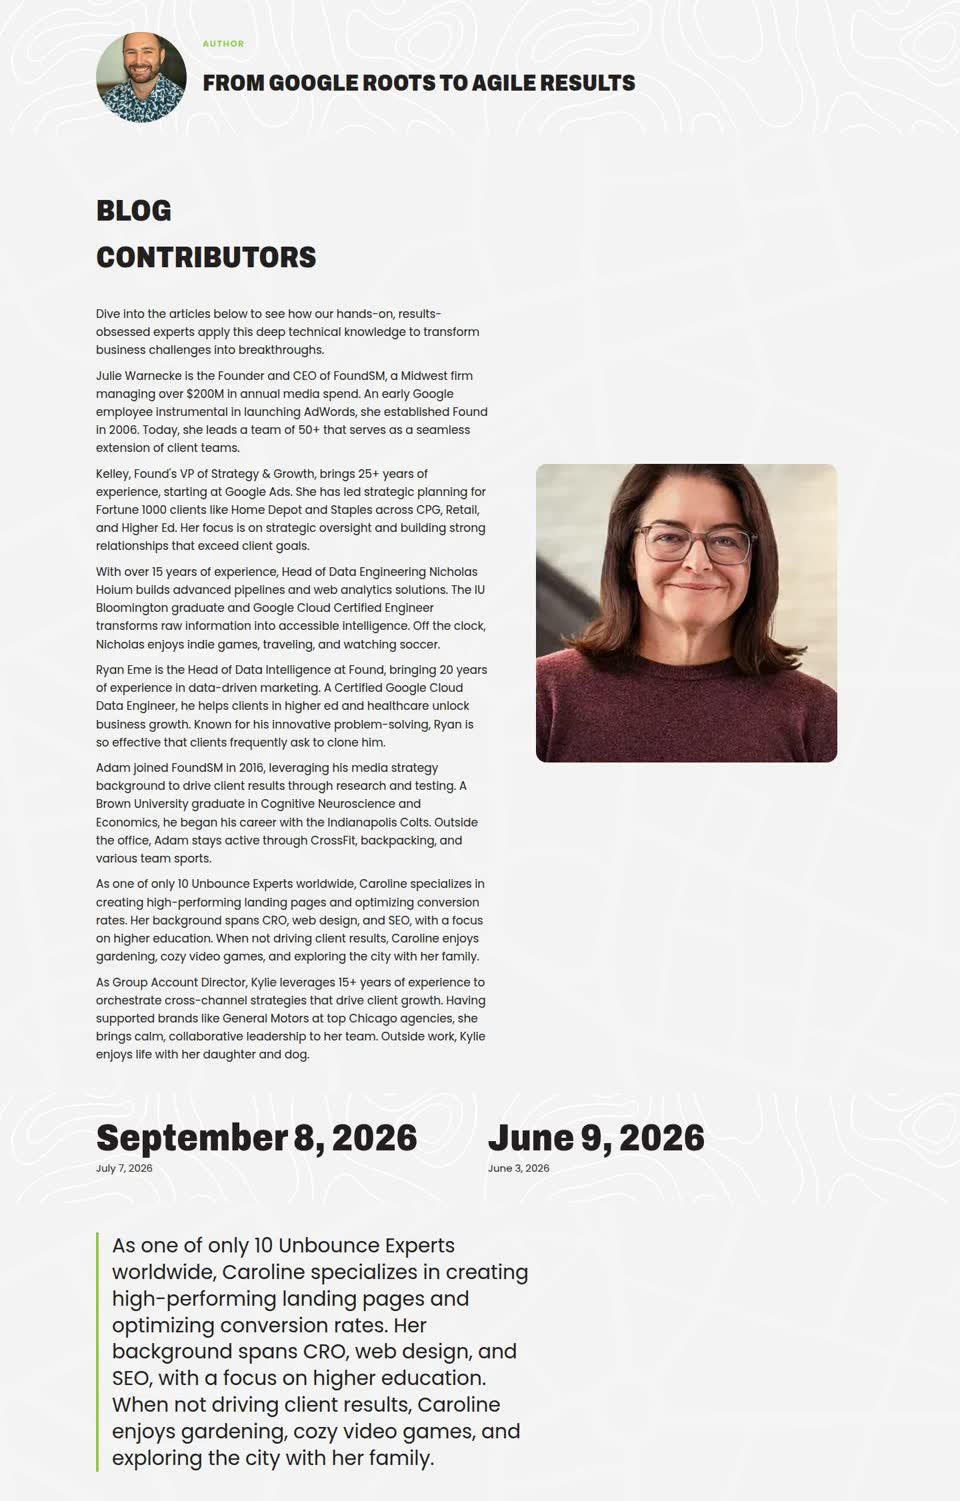 AUTHOR
FROM GOOGLE ROOTS TO AGILE RESULTS
BLOG
CONTRIBUTORS
Dive into the articles below to see how our hands-on, results-
obsessed experts apply this deep technical knowledge to transform
business challenges into breakthroughs.
Julie Warnecke is the Founder and CEO of FoundSM, a Midwest firm
managing over $200M in annual media spend. An early Google
employee instrumental in launching AdWords, she established Found
in 2006. Today, she leads a team of 50+ that serves as a seamless
extension of client teams.
Kelley, Found's VP of Strategy & Growth, brings 25+ years of
experience, starting at Google Ads. She has led strategic planning for
Fortune 1000 clients like Home Depot and Staples across CPG, Retail,
and Higher Ed. Her focus is on strategic oversight and building strong
relationships that exceed client goals.
With over 15 years of experience, Head of Data Engineering Nicholas
Hoium builds advanced pipelines and web analytics solutions. The IU
Bloomington graduate and Google Cloud Certified Engineer
transforms raw information into accessible intelligence. Off the clock,
Nicholas enjoys indie games, traveling, and watching soccer.
Ryan Eme is the Head of Data Intelligence at Found, bringing 20 years
of experience in data-driven marketing. A Certified Google Cloud
Data Engineer, he helps clients in higher ed and healthcare unlock
business growth. Known for his innovative problem-solving, Ryan is
so effective that clients frequently ask to clone him.
Adam joined FoundSM in 2016, leveraging his media strategy
background to drive client results through research and testing. A
Brown University graduate in Cognitive Neuroscience and
Economics, he began his career with the Indianapolis Colts. Outside
the office, Adam stays active through CrossFit, backpacking, and
various team sports.
As one of only 10 Unbounce Experts worldwide, Caroline specializes in
creating high-performing landing pages and optimizing conversion
rates. Her background spans CRO, web design, and SEO, with a focus
on higher education. When not driving client results, Caroline enjoys
gardening, cozy video games, and exploring the city with her family.
As Group Account Director, Kylie leverages 15+ years of experience to
orchestrate cross-channel strategies that drive client growth. Having
supported brands like General Motors at top Chicago agencies, she
brings calm, collaborative leadership to her team. Outside work, Kylie
enjoys life with her daughter and dog.
September 8, 2026
July 7, 2026
June 9, 2026
June 3, 2026
As one of only 10 Unbounce Experts
worldwide, Caroline specializes in creating
high-performing landing pages and
optimizing conversion rates. Her
background spans CRO, web design, and
SEO, with a focus on higher education.
When not driving client results, Caroline
enjoys gardening, cozy video games, and
exploring the city with her family.